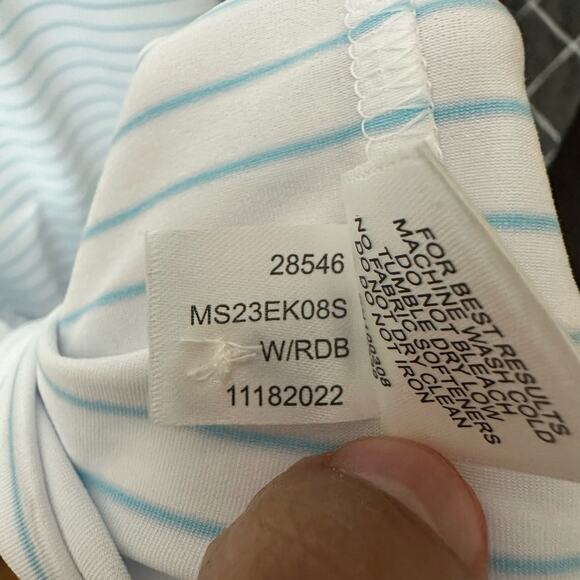 28546
MS23EK08S
W/RDB
11182022
FOR BEST RESULTS
MACHINE WASH COLD
DO NOT BLEACH
TUMBLE DRY LOW
NO FABRIC SOFTENERS
DO NOT DRY CLEAN
DO NOT IRON